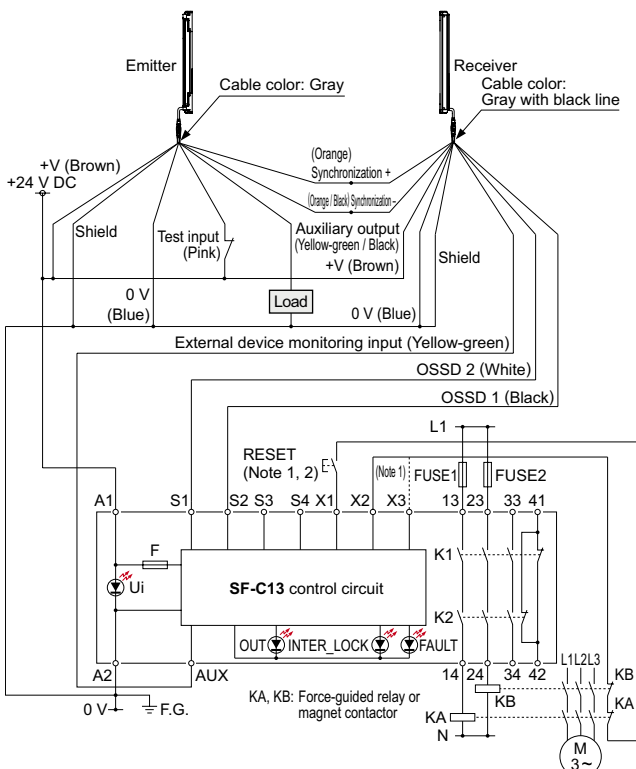 Emitter
Receiver
Cable color: Gray
Cable color:
Gray with black line
+V (Brown)
+24 V DC
(Orange)
Synchronization +
(Orange / Black) Synchronization–
Shield
Test input
(Pink)
Auxiliary output
(Yellow-green / Black)
+V (Brown)
Shield
0 V
(Blue)
Load
0 V (Blue)
External device monitoring input (Yellow-green)
OSSD 2 (White)
OSSD 1 (Black)
L1
RESET
(Note 1, 2)
(Note 1)
FUSE1
FUSE2
A1 S1 S2 S3 S4 X1 X2 X3 13 23 33 41
F
Ui
SF-C13 control circuit
K1
K2
OUT INTER_LOCK FAULT
A2 AUX 14 24 34 42
L1 L2 L3
KB
KA
KA, KB: Force-guided relay or
magnet contactor
KB
KA
0 V
F.G.
N
M
3~